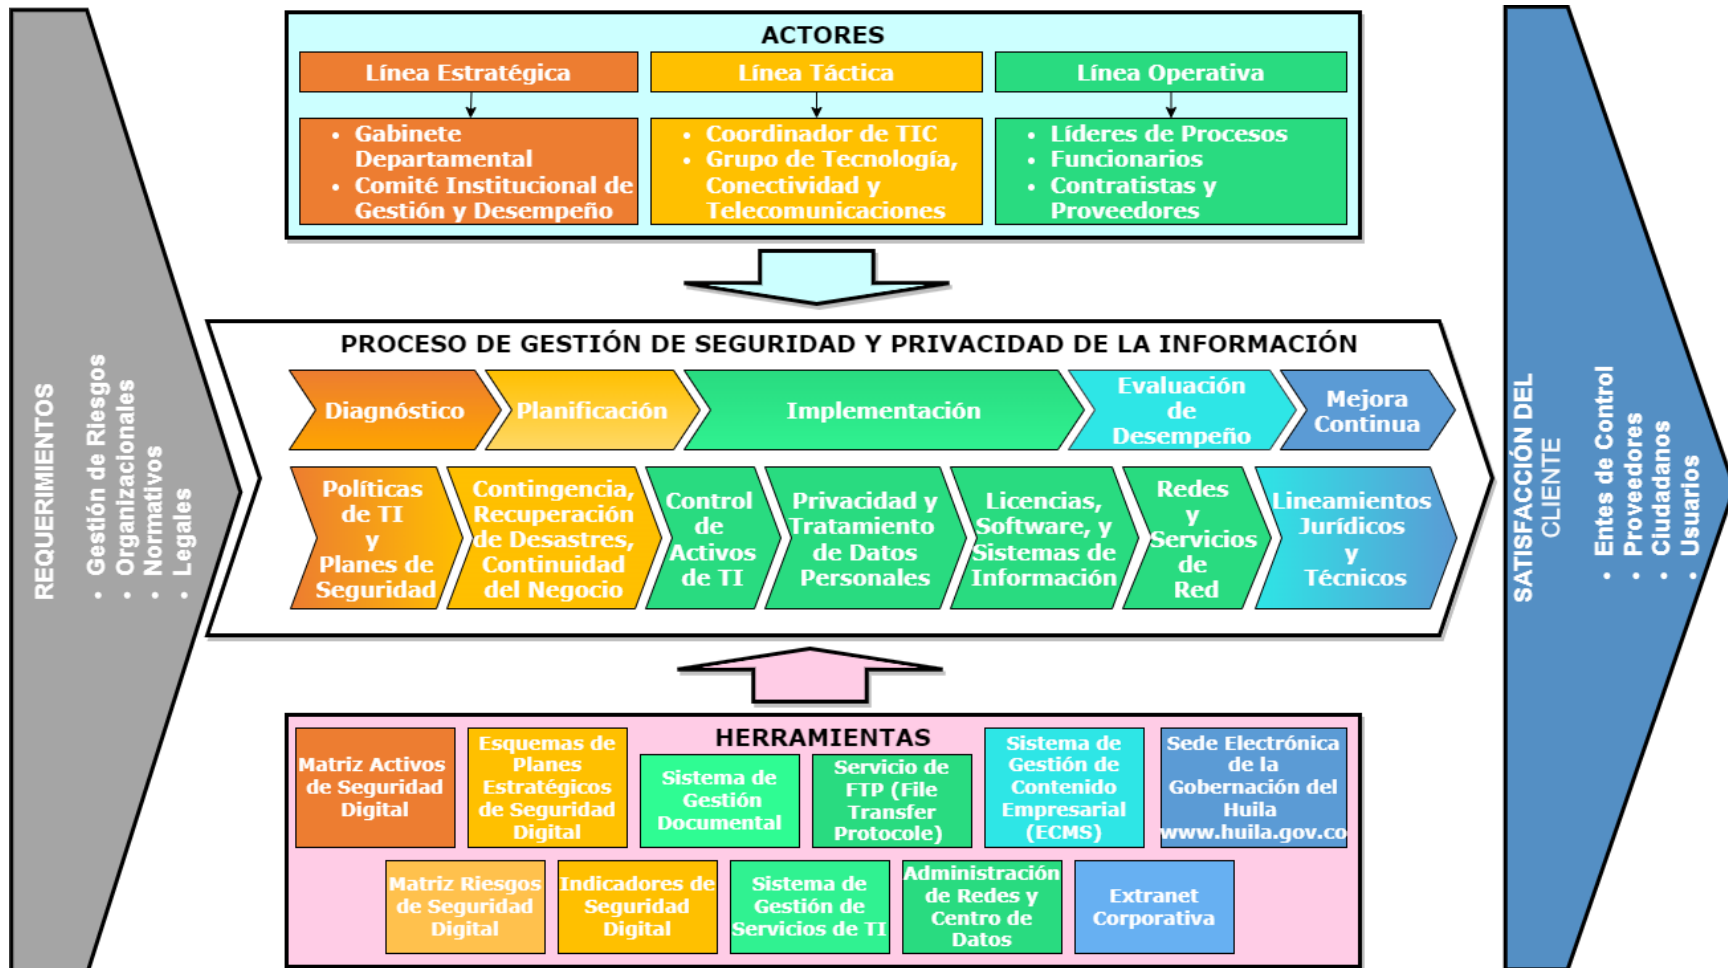 REQUERIMIENTOS
• Gestión de Riesgos
• Organizacionales
• Normativos
• Legales
ACTORES
Línea Estratégica
• Gabinete
Departamental
• Comité Institucional de
Gestión y Desempeño
Línea Táctica
• Coordinador de TIC
• Grupo de Tecnología,
Conectividad y
Telecomunicaciones
Línea Operativa
• Líderes de Procesos
• Funcionarios
• Contratistas y
Proveedores
PROCESO DE GESTIÓN DE SEGURIDAD Y PRIVACIDAD DE LA INFORMACIÓN
Diagnóstico
Planificación
Implementación
Evaluación
de
Desempeño
Mejora
Continua
Políticas
de TI
y
Planes de
Seguridad
Contingencia,
Recuperación
de Desastres,
Continuidad
del Negocio
Control
de
Activos
de TI
Privacidad y
Tratamiento
de Datos
Personales
Licencias,
Software, y
Sistemas de
Información
Redes
y
Servicios
de
Red
Lineamientos
Jurídicos
y
Técnicos
HERRAMIENTAS
Matriz Activos
de Seguridad
Digital
Esquemas de
Planes
Estratégicos
de Seguridad
Digital
Sistema de
Gestión
Documental
Servicio de
FTP (File
Transfer
Protocole)
Sistema de
Gestión de
Contenido
Empresarial
(ECMS)
Sede Electrónica
de la
Gobernación del
Huila
www.huila.gov.co
Matriz Riesgos
de Seguridad
Digital
Indicadores de
Seguridad
Digital
Sistema de
Gestión de
Servicios de TI
Administración
de Redes y
Centro de
Datos
Extranet
Corporativa
SATISFACCIÓN DEL
CLIENTE
• Entes de Control
• Proveedores
• Ciudadanos
• Usuarios